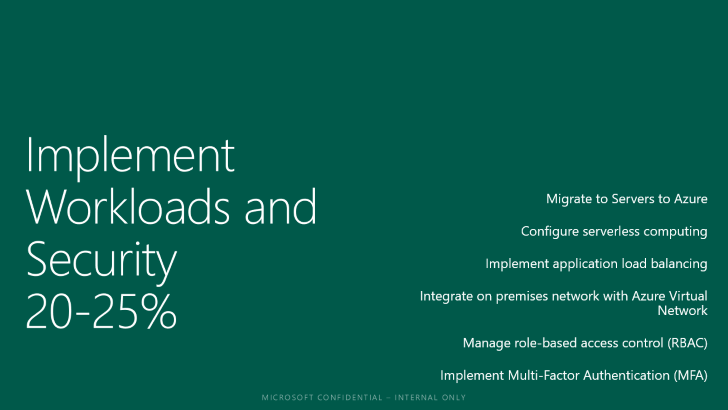 Implement
Workloads and
Security
20-25%
Migrate to Servers to Azure
Configure serverless computing
Implement application load balancing
Integrate on premises network with Azure Virtual
Network
Manage role-based access control (RBAC)
Implement Multi-Factor Authentication (MFA)
MICROSOFT CONFIDENTIAL – INTERNAL ONLY